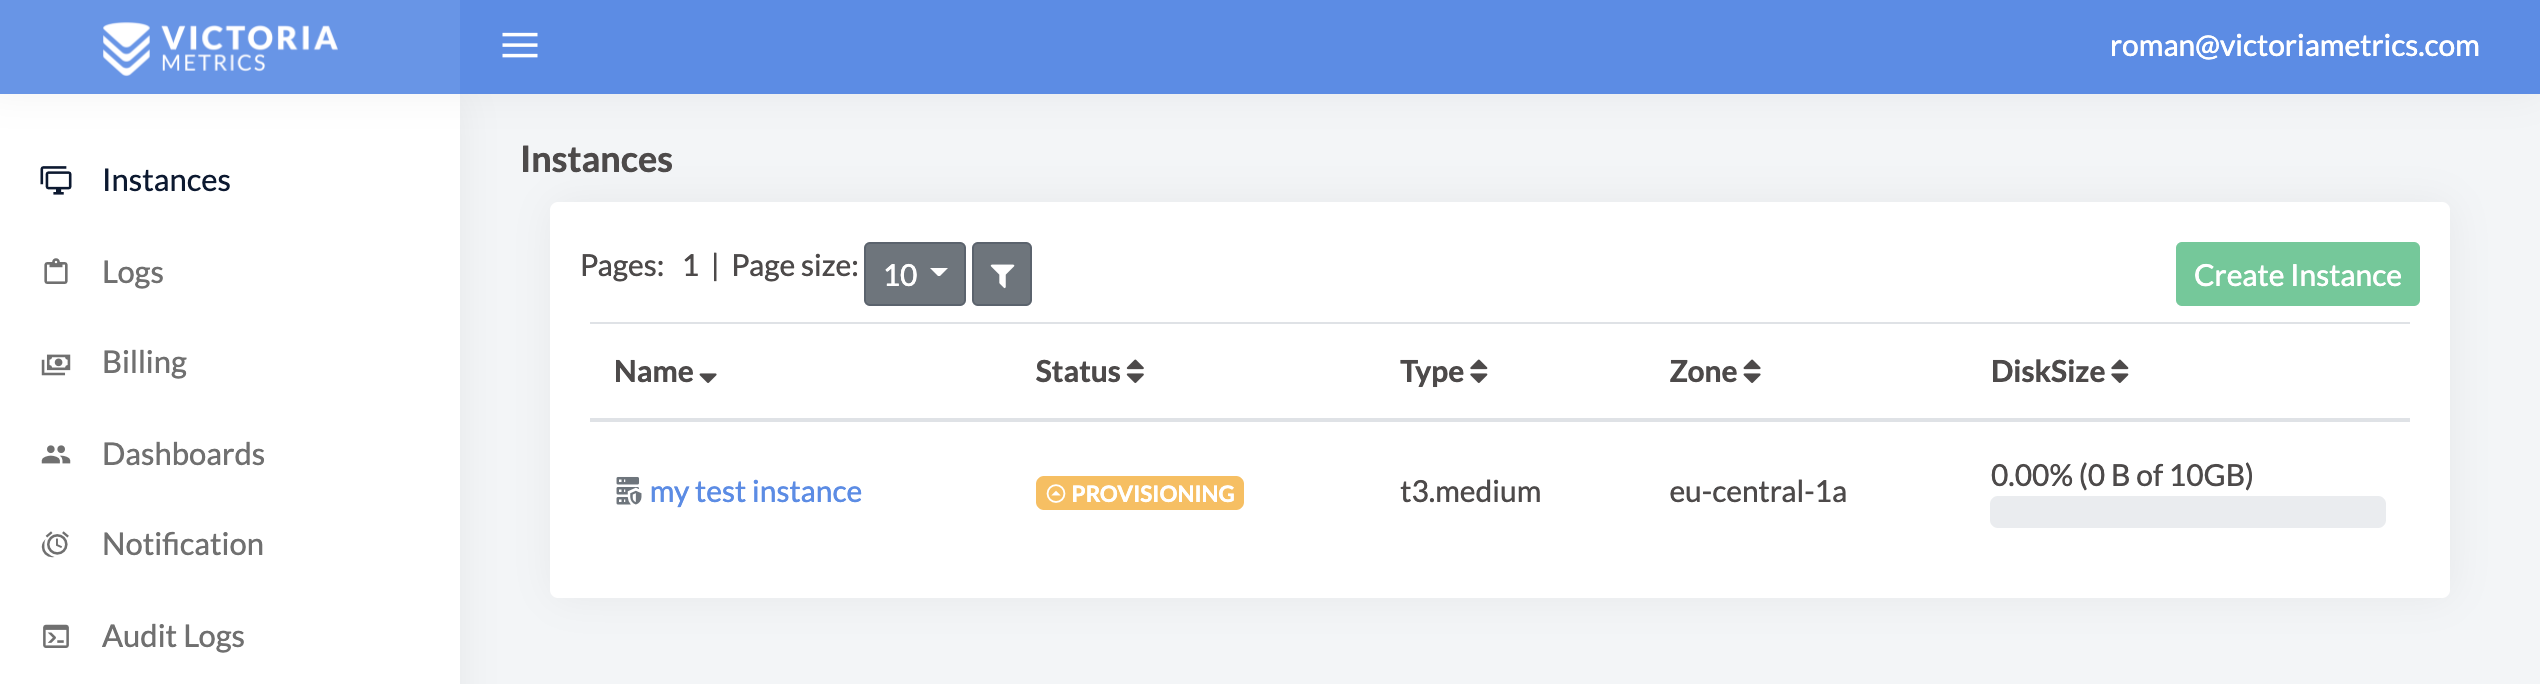 VICTORIA
METRICS
roman@victoriametrics.com
Instances
Logs
Billing
Dashboards
Notification
Audit Logs
Instances
Pages: 1 | Page size: 10
Create Instance
Name Status Type Zone DiskSize
my test instance PROVISIONING t3.medium eu-central-1a 0.00% (0 B of 10GB)